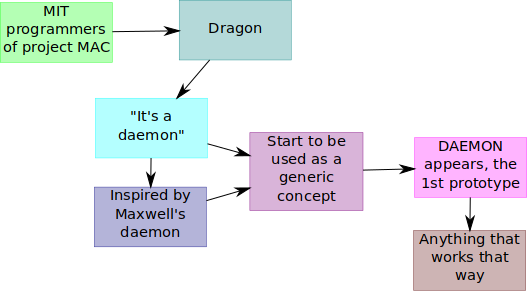 MIT
programmers
of project MAC
Dragon
"It's a
daemon"
Inspired by
Maxwell's
daemon
Start to be
used as a
generic
concept
DAEMON
appears, the
1st prototype
Anything that
works that
way